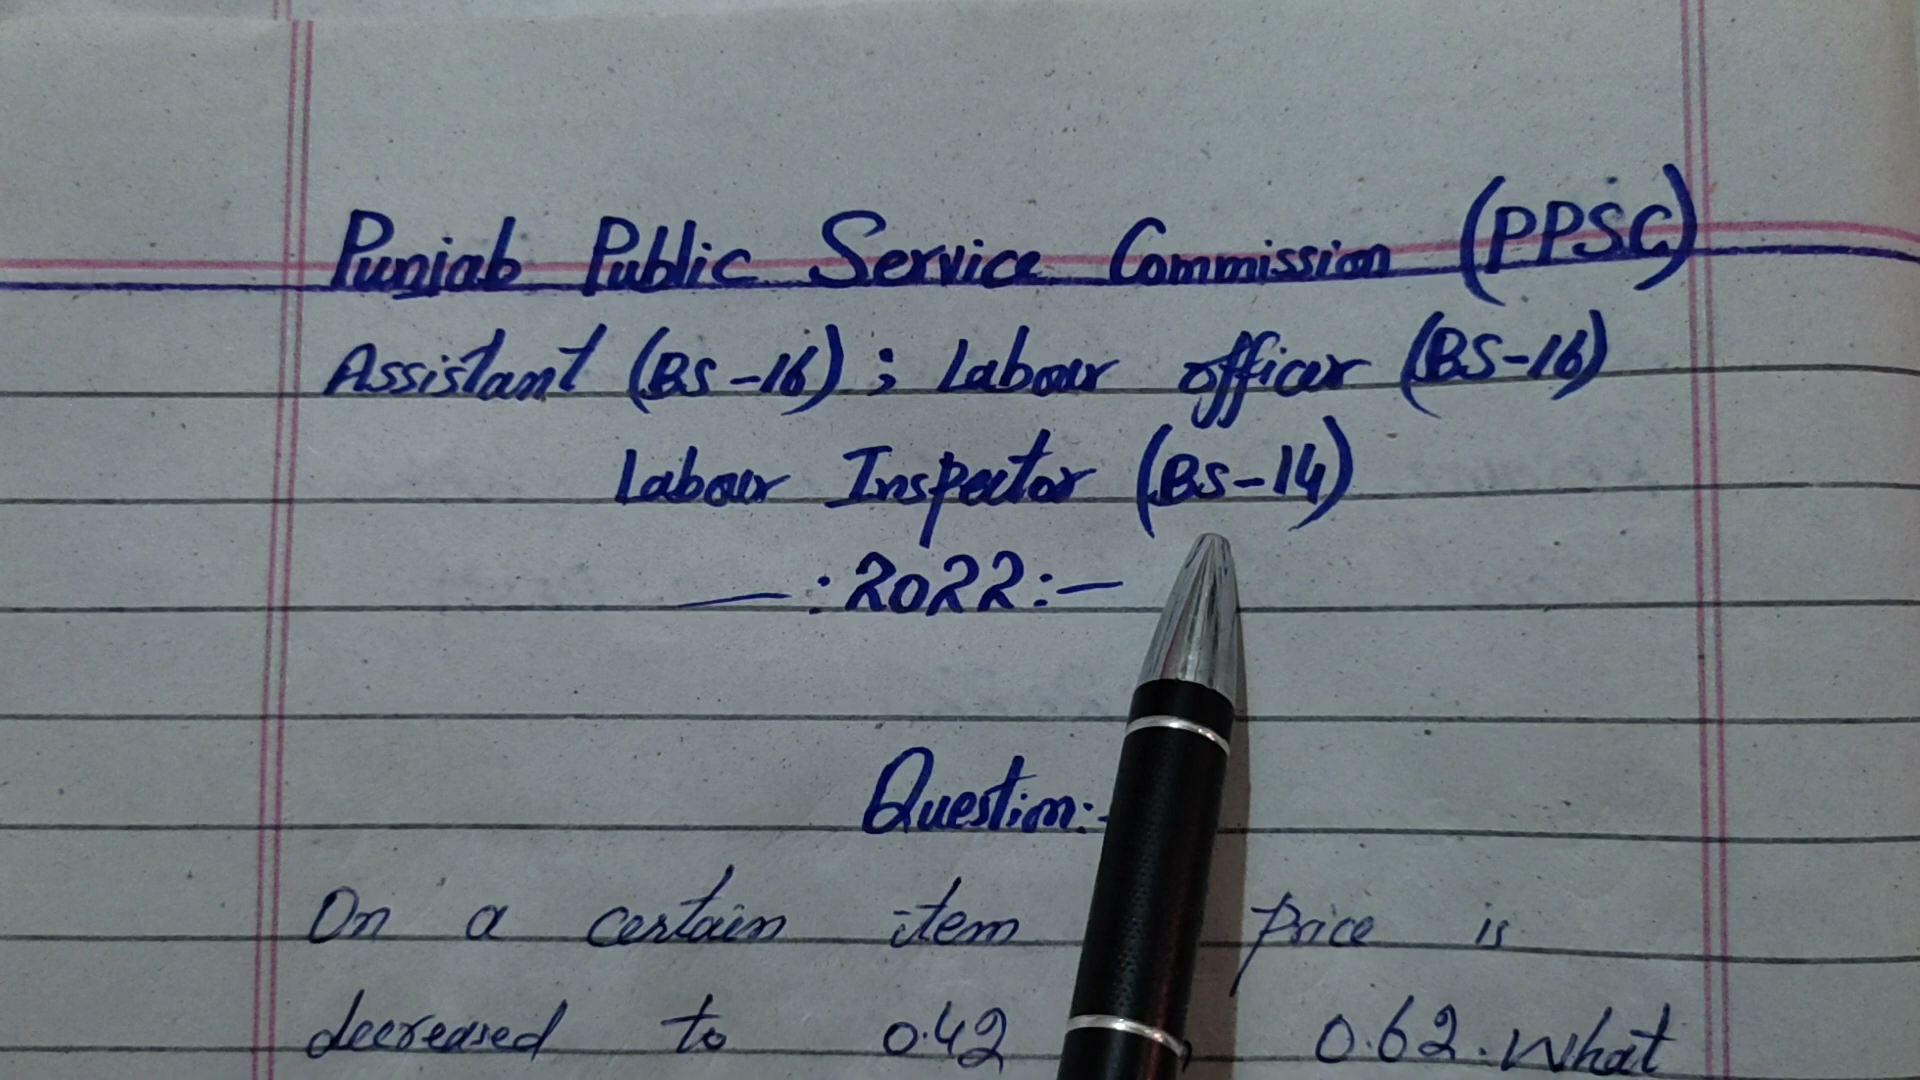 Punjab Public Service Commission (PPSC)
Assistant (BS-16) ; Labour officer (BS-16)
Labour Inspector (BS-14)
—:2022:—
Question:-
On a certain item price is
decreased to 0.42 0.62. What